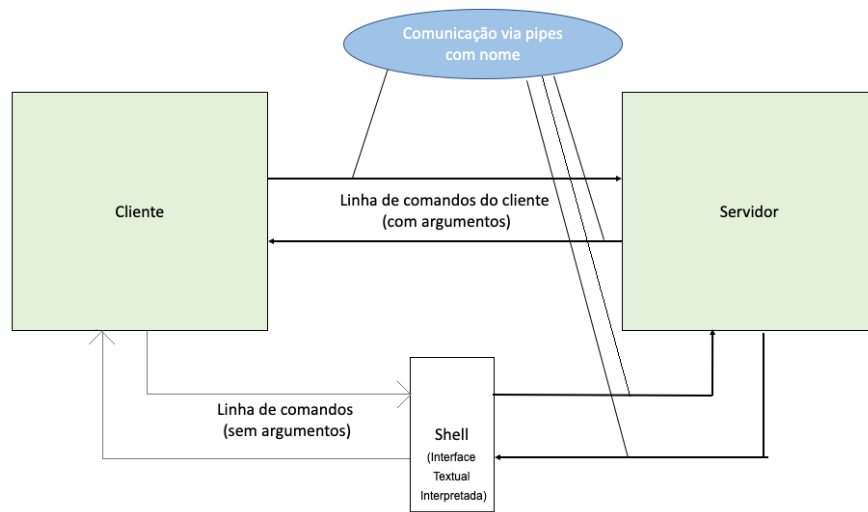 Comunicação via pipes
com nome
Cliente
Linha de comandos do cliente
(com argumentos)
Servidor
Linha de comandos
(sem argumentos)
Shell
(Interface
Textual
Interpretada)